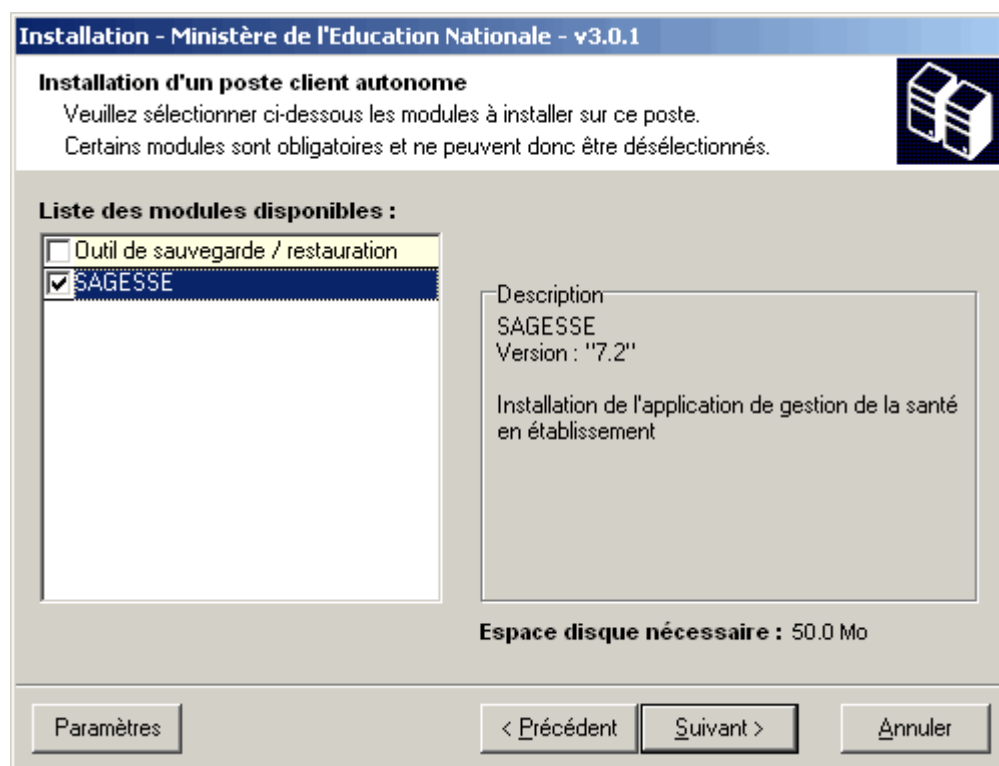 Installation - Ministère de l'Education Nationale - v3.0.1
Installation d'un poste client autonome
Veuillez sélectionner ci-dessous les modules à installer sur ce poste.
Certains modules sont obligatoires et ne peuvent donc être désélectionnés.
Liste des modules disponibles :
Outil de sauvegarde / restauration
SAGESSE
Description
SAGESSE
Version : "7.2"
Installation de l'application de gestion de la santé
en établissement
Espace disque nécessaire : 50.0 Mo
Paramètres
< Précédent
Suivant >
Annuler